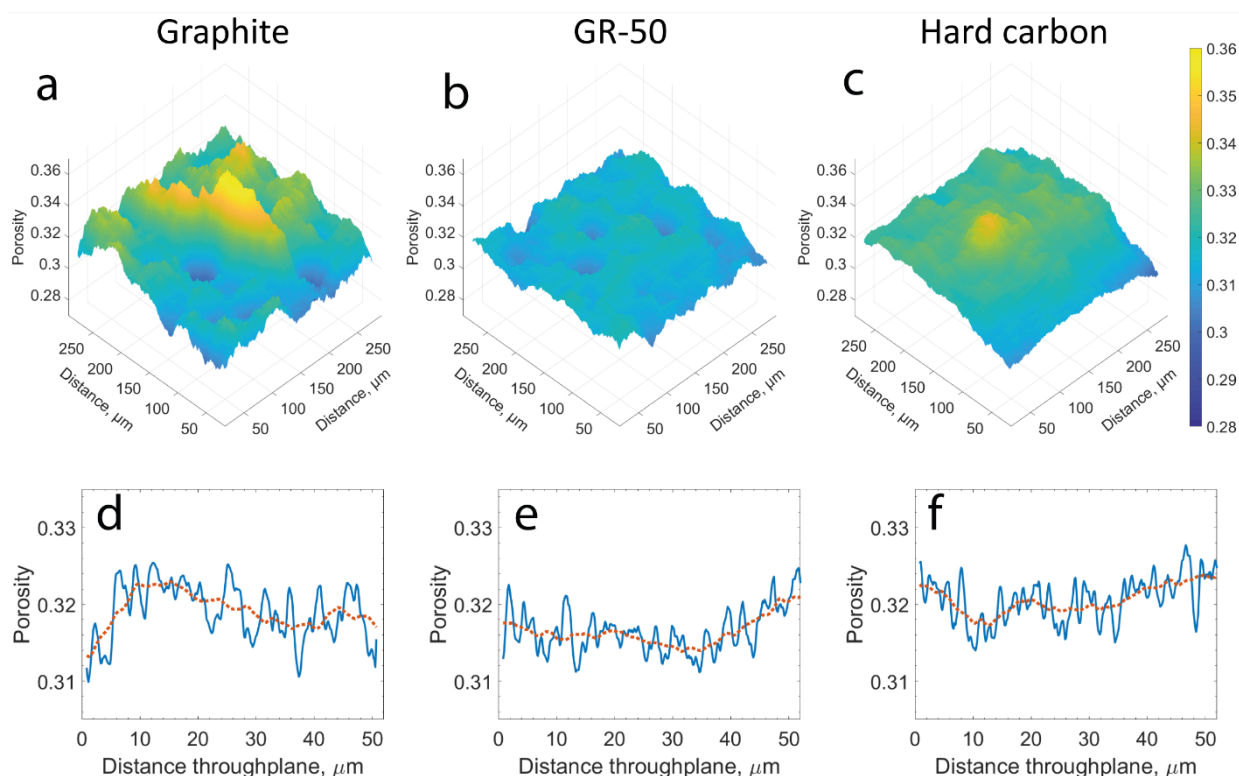 Graphite
GR-50
Hard carbon
a
b
c
0.36
0.35
0.34
0.33
0.32
0.31
0.3
0.29
0.28
Porosity
0.36
0.34
0.32
0.3
0.28
250
200
150
100
50
Distance, µm
50
100
150
200
250
Distance, µm
Porosity
0.36
0.34
0.32
0.3
0.28
250
200
150
100
50
Distance, µm
50
100
150
200
250
Distance, µm
Porosity
0.36
0.34
0.32
0.3
0.28
250
200
150
100
50
Distance, µm
50
100
150
200
250
Distance, µm
d
Porosity
0.33
0.32
0.31
0 10 20 30 40 50
Distance throughplane, μm
e
Porosity
0.33
0.32
0.31
0 10 20 30 40 50
Distance throughplane, μm
f
Porosity
0.33
0.32
0.31
0 10 20 30 40 50
Distance throughplane, μm